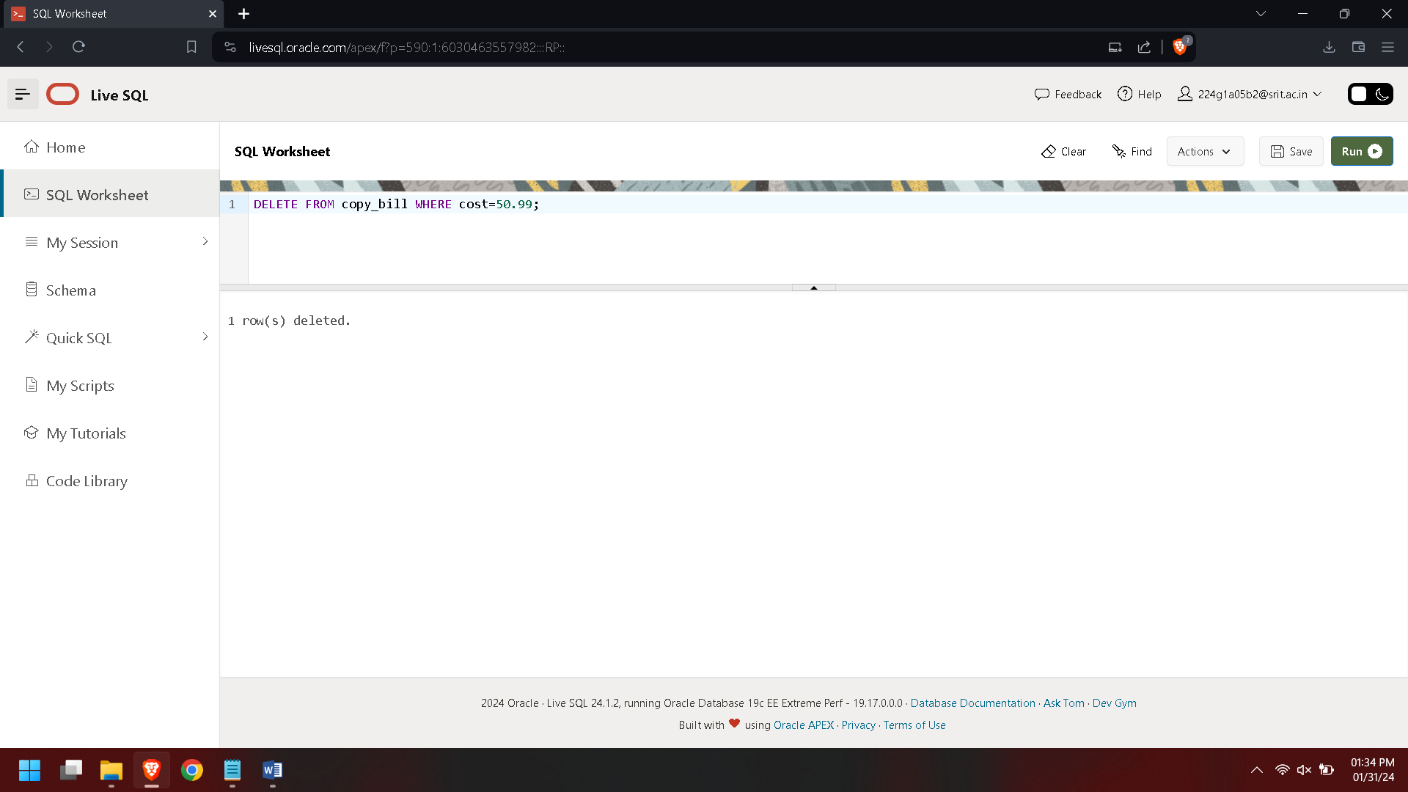 SQL Worksheet
livesql.oracle.com/apex/f?p=590:1:6030463557982:::RP::
2
Live SQL
Feedback
Help
224g1a05b2@srit.ac.in
Home
SQL Worksheet
My Session
Schema
Quick SQL
My Scripts
My Tutorials
Code Library
SQL Worksheet
Clear
Find
Actions
Save
Run
1 DELETE FROM copy_bill WHERE cost=50.99;
1 row(s) deleted.
2024 Oracle · Live SQL 24.1.2, running Oracle Database 19c EE Extreme Perf - 19.17.0.0.0 · Database Documentation · Ask Tom · Dev Gym
Built with ❤ using Oracle APEX · Privacy · Terms of Use
01:34 PM
01/31/24